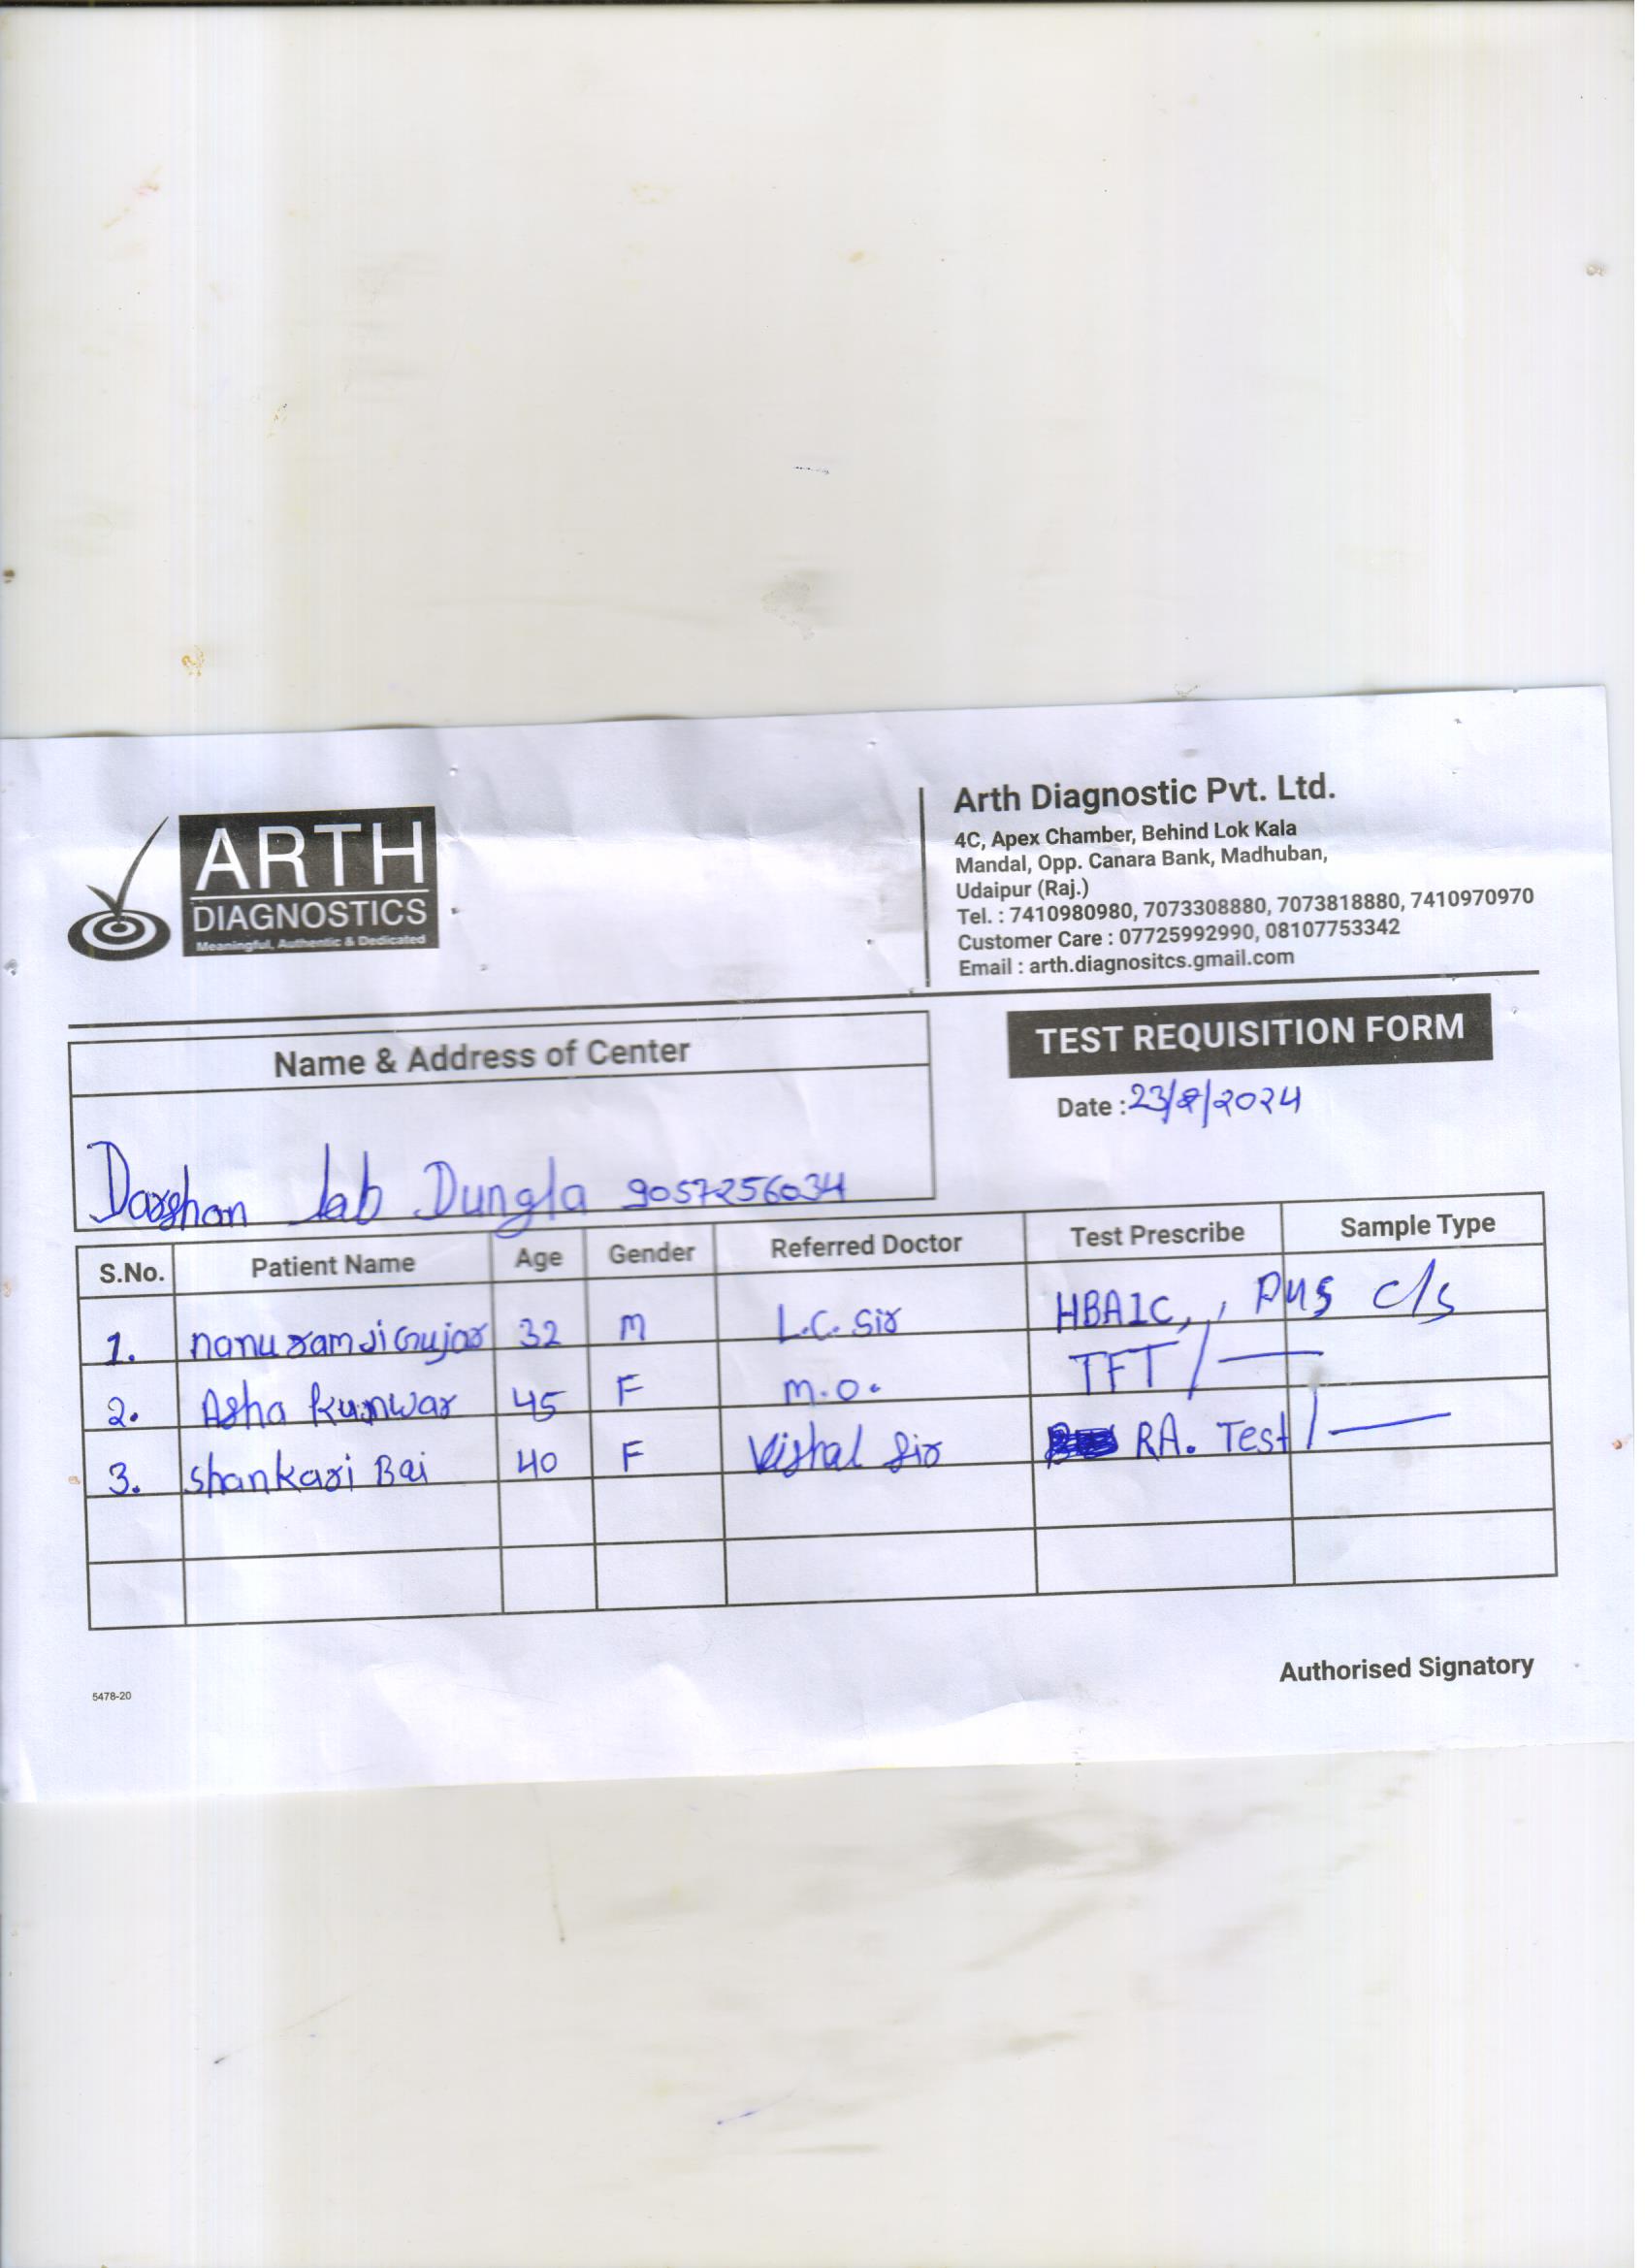 ARTH
DIAGNOSTICS
Meaningful, Authentic & Dedicated
Arth Diagnostic Pvt. Ltd.
4C, Apex Chamber, Behind Lok Kala
Mandal, Opp. Canara Bank, Madhuban,
Udaipur (Raj.)
Tel. : 7410980980, 7073308880, 7073818880, 7410970970
Customer Care : 07725992990, 08107753342
Email : arth.diagnositcs.gmail.com
Name & Address of Center
TEST REQUISITION FORM
Date : 23/8/2024
Darshan lab Dungla 9057256034
S.No. Patient Name Age Gender Referred Doctor Test Prescribe Sample Type
1. nanuramJi Gujar 32 M L.C. Sir HBA1C, , Pus c/s
2. Asha Kunwar 45 F M.O. TFT /
3. Shankari Bai 40 F Vishal Sir RA. Test /
Authorised Signatory
5478-20